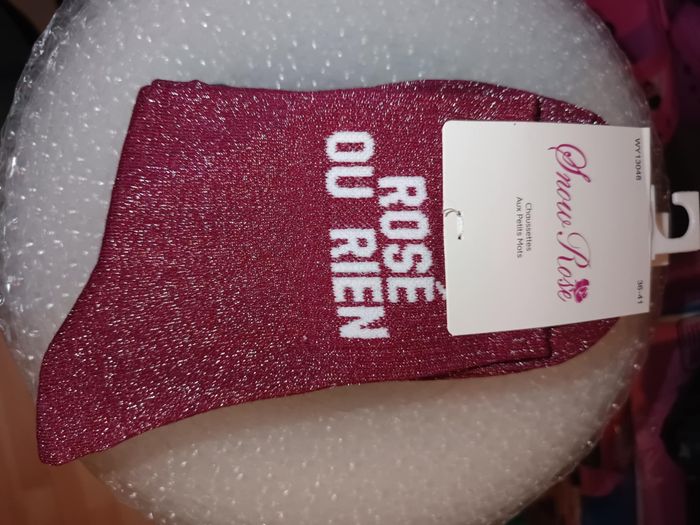 ROSÉ
OU RIEN
WY13048
Snow Rose
Chaussettes
Aux Petits Mots
36-41